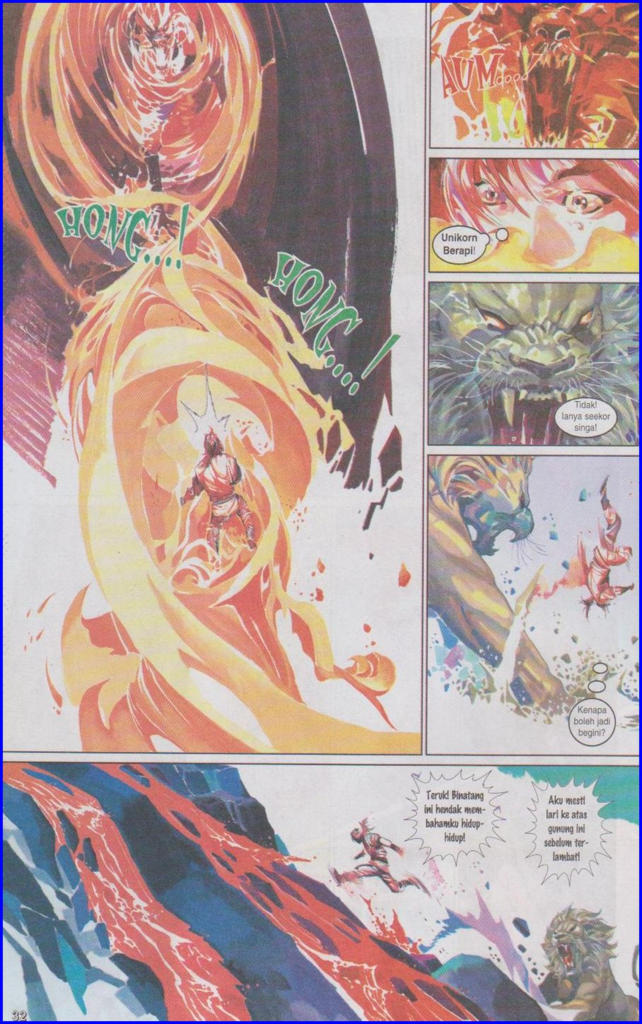 HONG....!
HONG....!
AUMoooo
Unikorn
Berapi!
Tidak!
Ianya seekor
singa!
Kenapa
boleh jadi
begini?
Teruk! Binatang
ini hendak mem-
bahamku hidup-
hidup!
Aku mesti
lari ke atas
gunung ini
sebelum ter-
lambat!
32